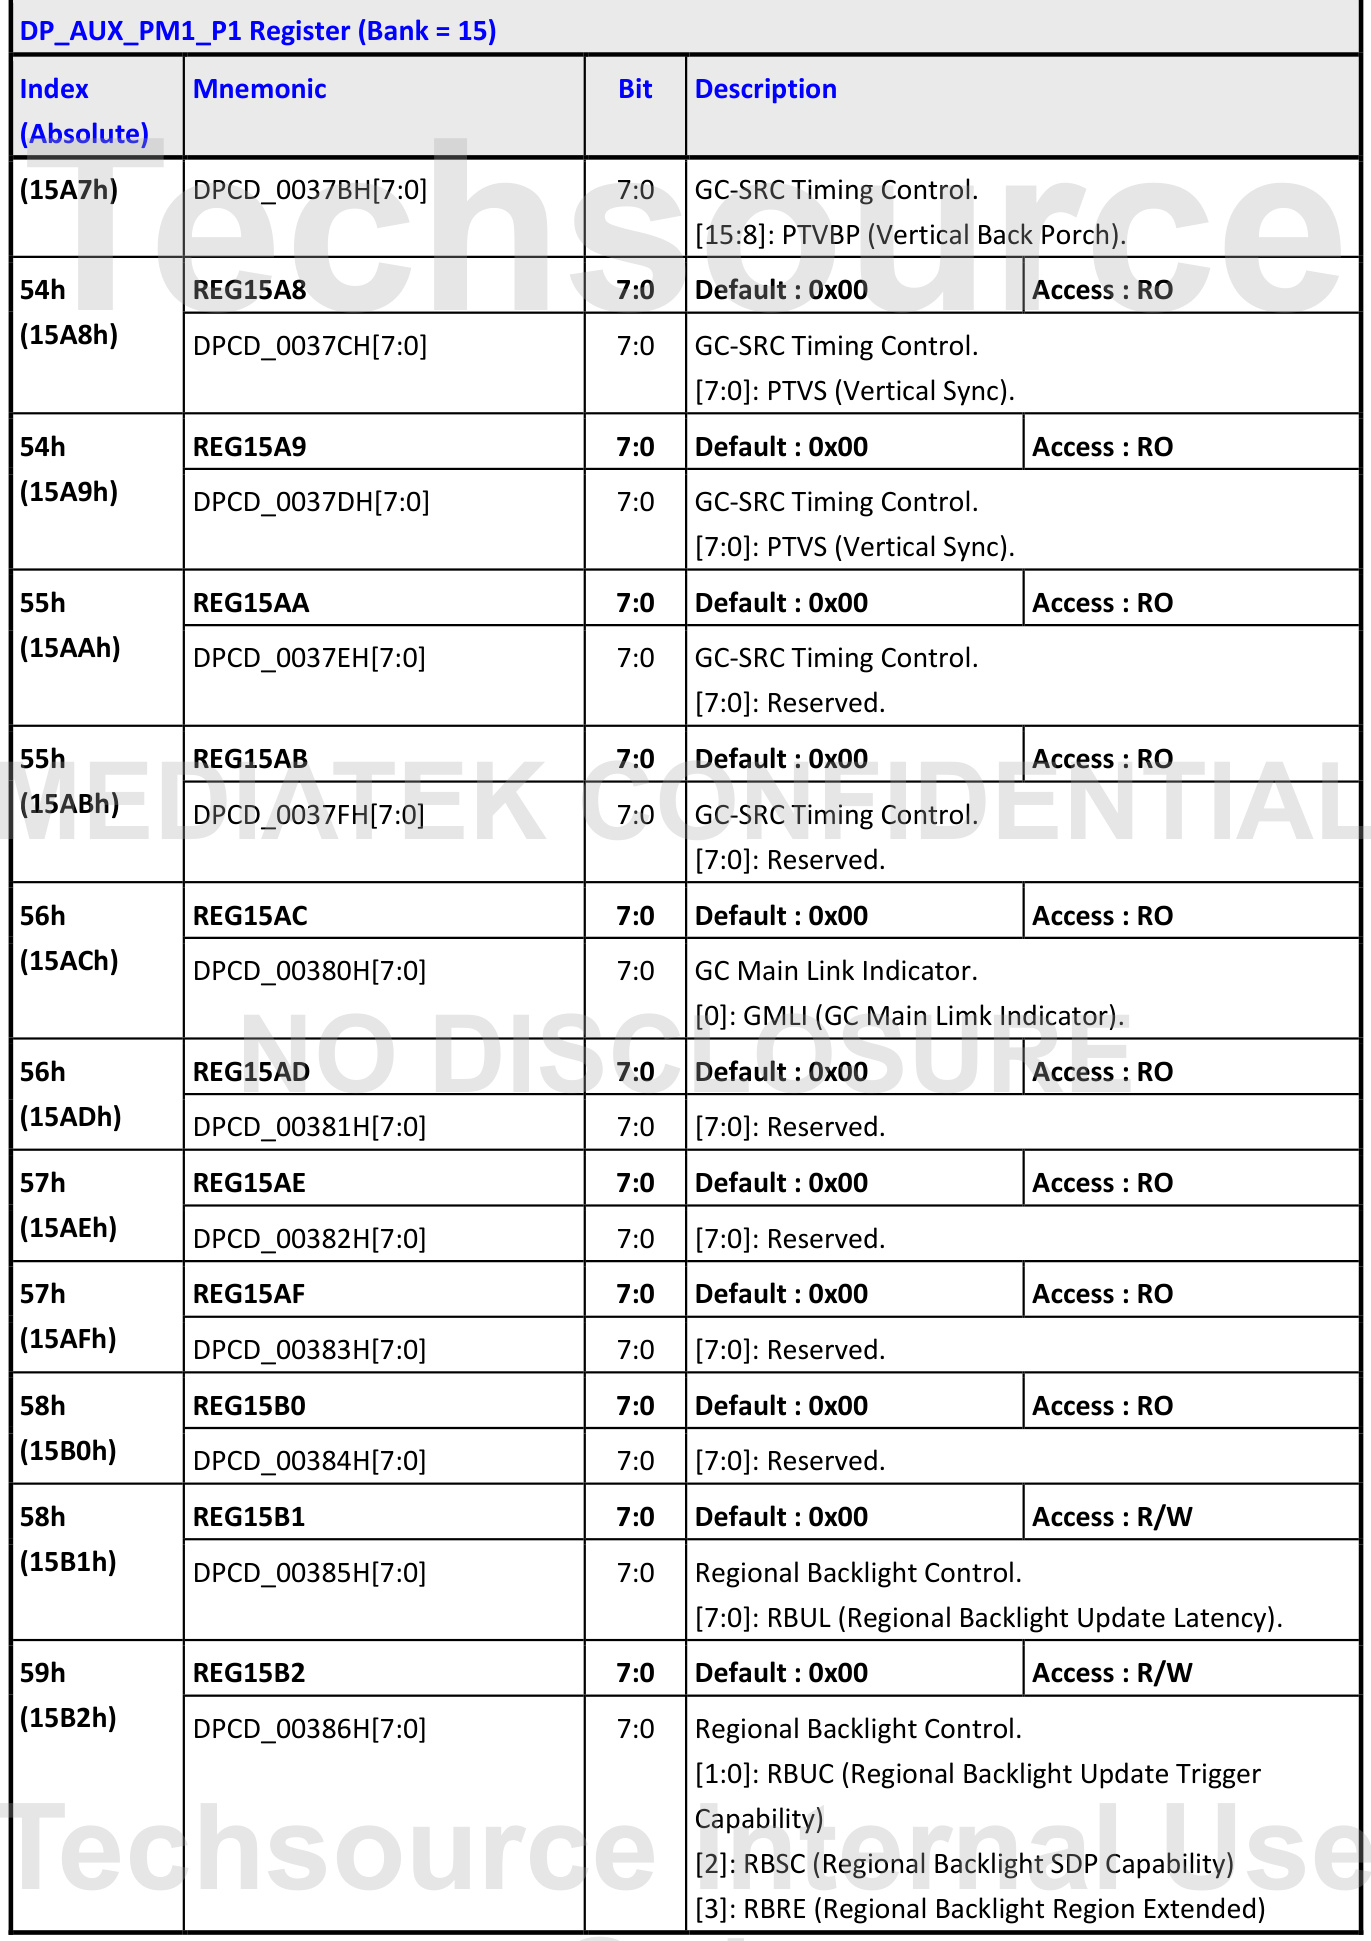 DP_AUX_PM1_P1 Register (Bank = 15)
Index Mnemonic Bit Description
(Absolute)
(15A7h) DPCD_0037BH[7:0] 7:0 GC-SRC Timing Control.
[15:8]: PTVBP (Vertical Back Porch).
54h REG15A8 7:0 Default : 0x00 Access : RO
(15A8h) DPCD_0037CH[7:0] 7:0 GC-SRC Timing Control.
[7:0]: PTVS (Vertical Sync).
54h REG15A9 7:0 Default : 0x00 Access : RO
(15A9h) DPCD_0037DH[7:0] 7:0 GC-SRC Timing Control.
[7:0]: PTVS (Vertical Sync).
55h REG15AA 7:0 Default : 0x00 Access : RO
(15AAh) DPCD_0037EH[7:0] 7:0 GC-SRC Timing Control.
[7:0]: Reserved.
55h REG15AB 7:0 Default : 0x00 Access : RO
(15ABh) DPCD_0037FH[7:0] 7:0 GC-SRC Timing Control.
[7:0]: Reserved.
56h REG15AC 7:0 Default : 0x00 Access : RO
(15ACh) DPCD_00380H[7:0] 7:0 GC Main Link Indicator.
[0]: GMLI (GC Main Limk Indicator).
56h REG15AD 7:0 Default : 0x00 Access : RO
(15ADh) DPCD_00381H[7:0] 7:0 [7:0]: Reserved.
57h REG15AE 7:0 Default : 0x00 Access : RO
(15AEh) DPCD_00382H[7:0] 7:0 [7:0]: Reserved.
57h REG15AF 7:0 Default : 0x00 Access : RO
(15AFh) DPCD_00383H[7:0] 7:0 [7:0]: Reserved.
58h REG15B0 7:0 Default : 0x00 Access : RO
(15B0h) DPCD_00384H[7:0] 7:0 [7:0]: Reserved.
58h REG15B1 7:0 Default : 0x00 Access : R/W
(15B1h) DPCD_00385H[7:0] 7:0 Regional Backlight Control.
[7:0]: RBUL (Regional Backlight Update Latency).
59h REG15B2 7:0 Default : 0x00 Access : R/W
(15B2h) DPCD_00386H[7:0] 7:0 Regional Backlight Control.
[1:0]: RBUC (Regional Backlight Update Trigger
Capability)
[2]: RBSC (Regional Backlight SDP Capability)
[3]: RBRE (Regional Backlight Region Extended)
Techsource
MEDIATEK CONFIDENTIAL
NO DISCLOSURE
Techsource Internal Use